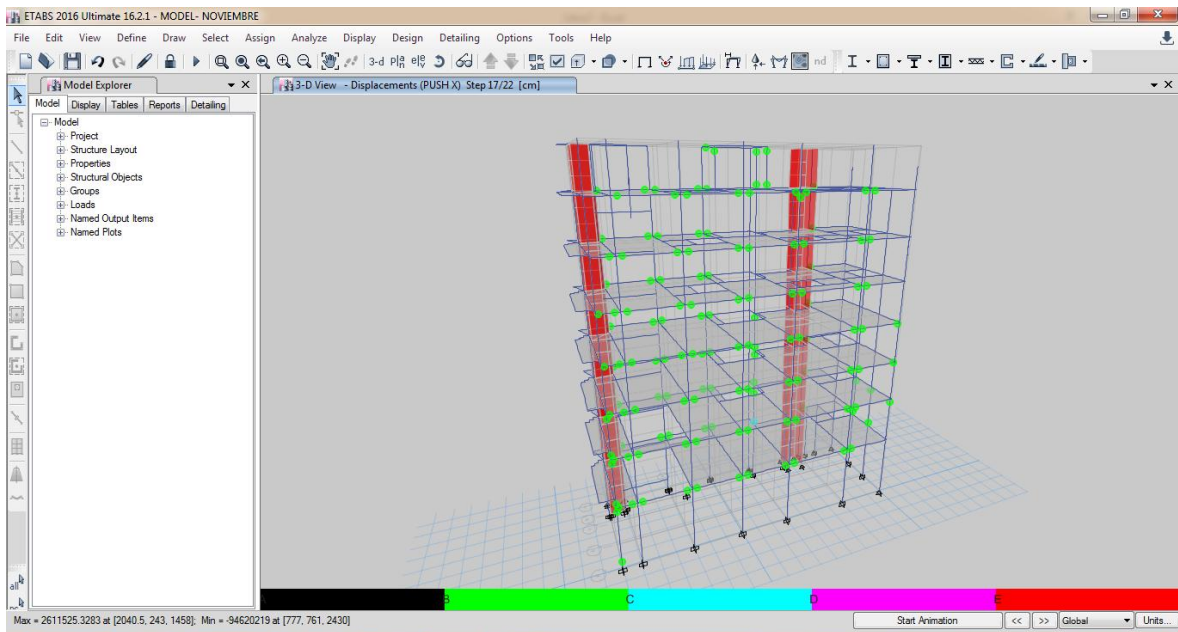 ETABS 2016 Ultimate 16.2.1 - MODEL- NOVIEMBRE
File Edit View Define Draw Select Assign Analyze Display Design Detailing Options Tools Help
3-d nd
Model Explorer
3-D View - Displacements (PUSH X) Step 17/22 [cm]
Model Display Tables Reports Detailing
Model
Project
Structure Layout
Properties
Structural Objects
Groups
Loads
Named Output Items
Named Plots
all
B C D E
Max = 2611525.3283 at [2040.5, 243, 1458]; Min = -94620219 at [777, 761, 2430]
Start Animation << >> Global Units...